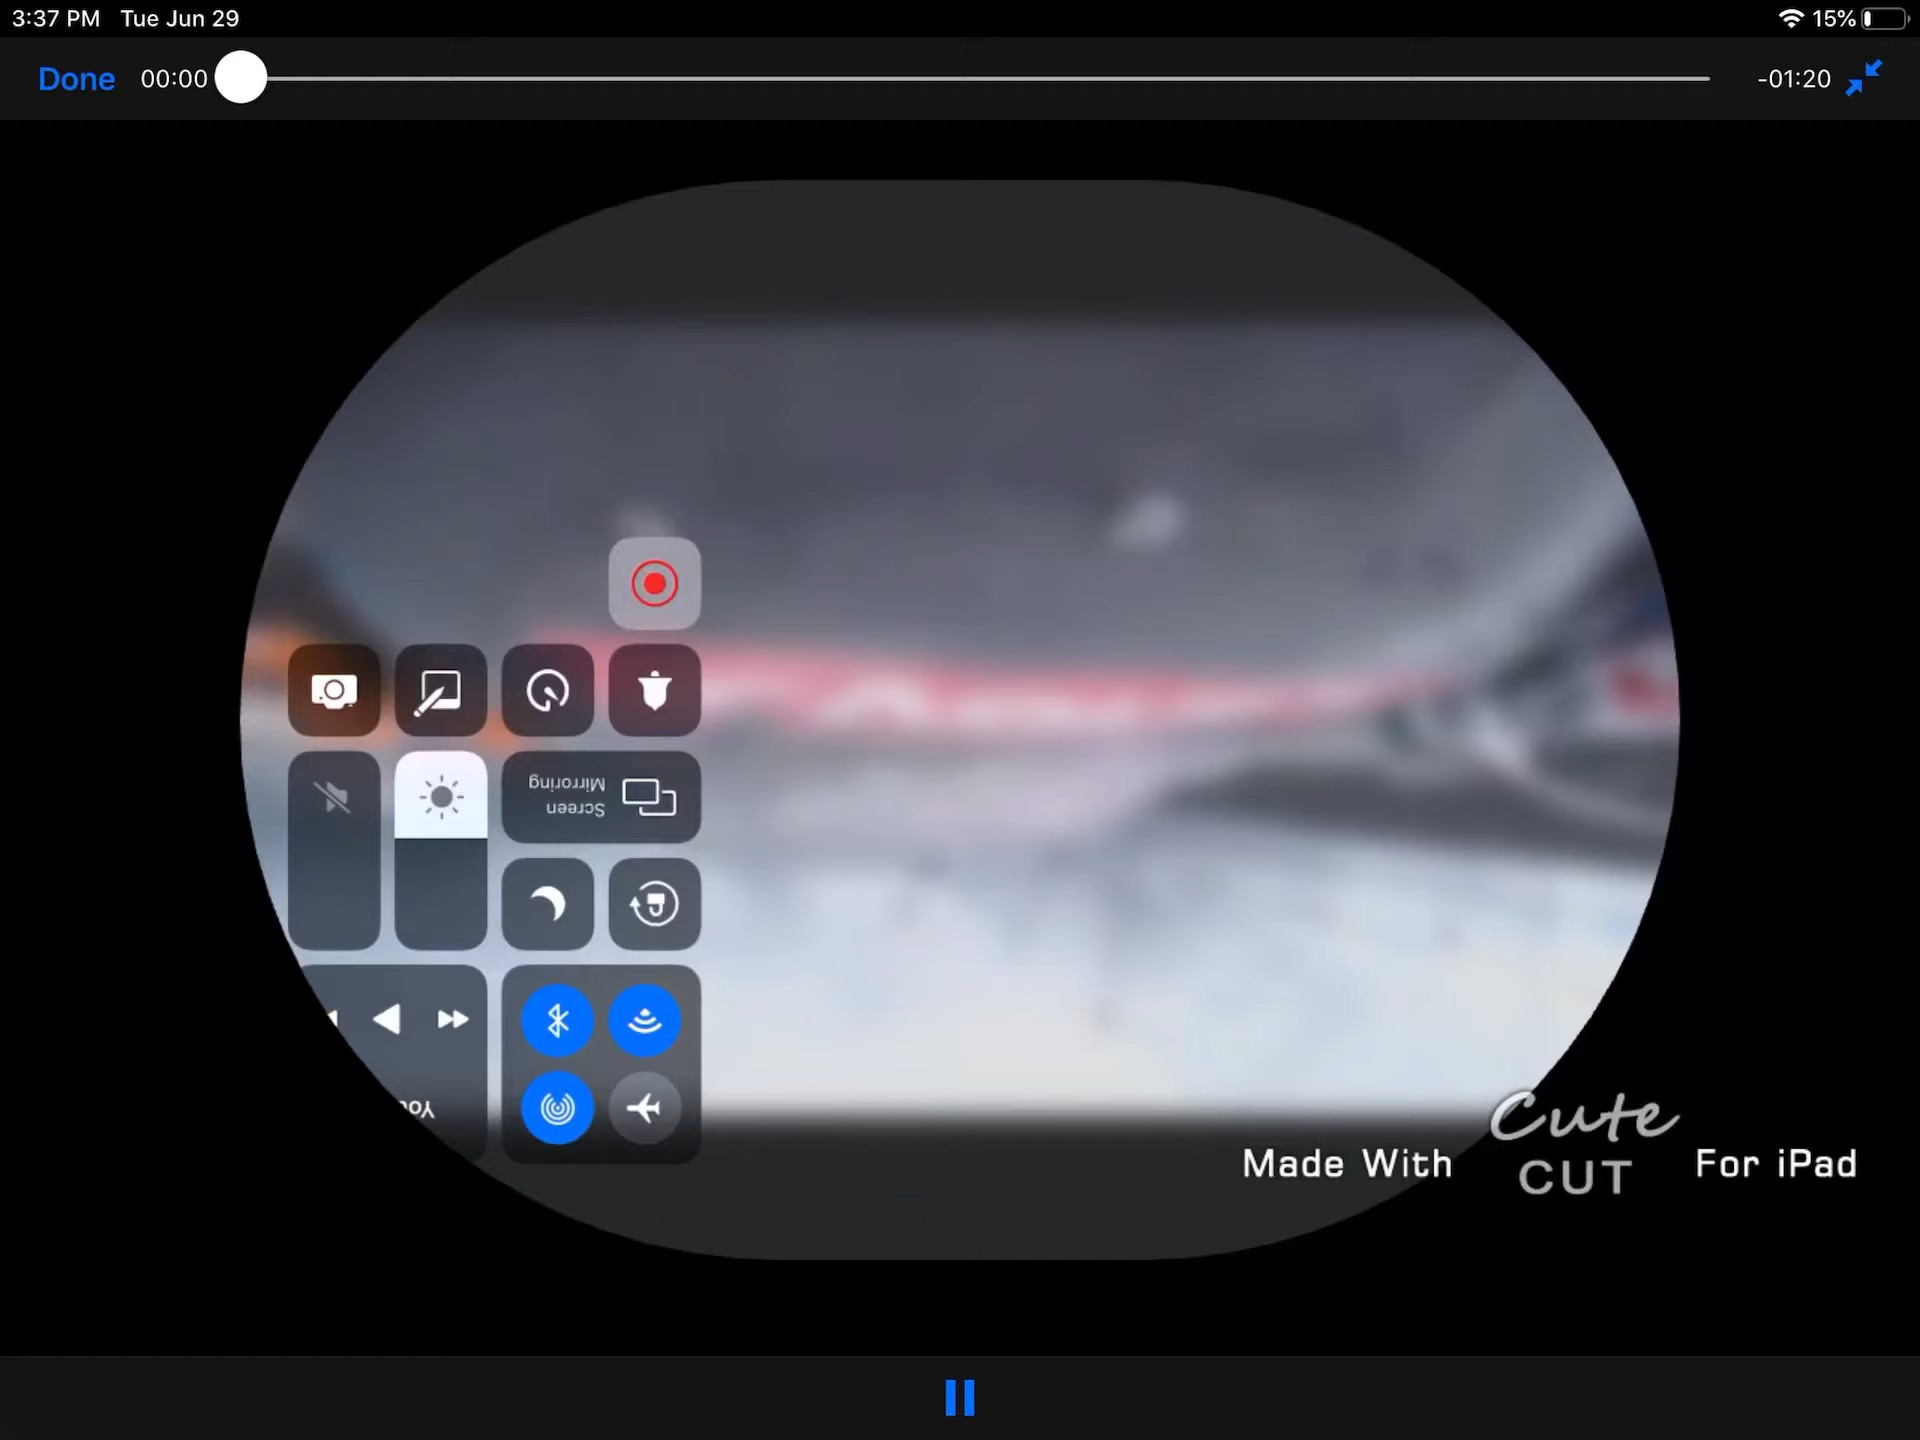 3:37 PM Tue Jun 29
15%
Done 00:00 -01:20
Screen
Mirroring
Made With Cute CUT For iPad